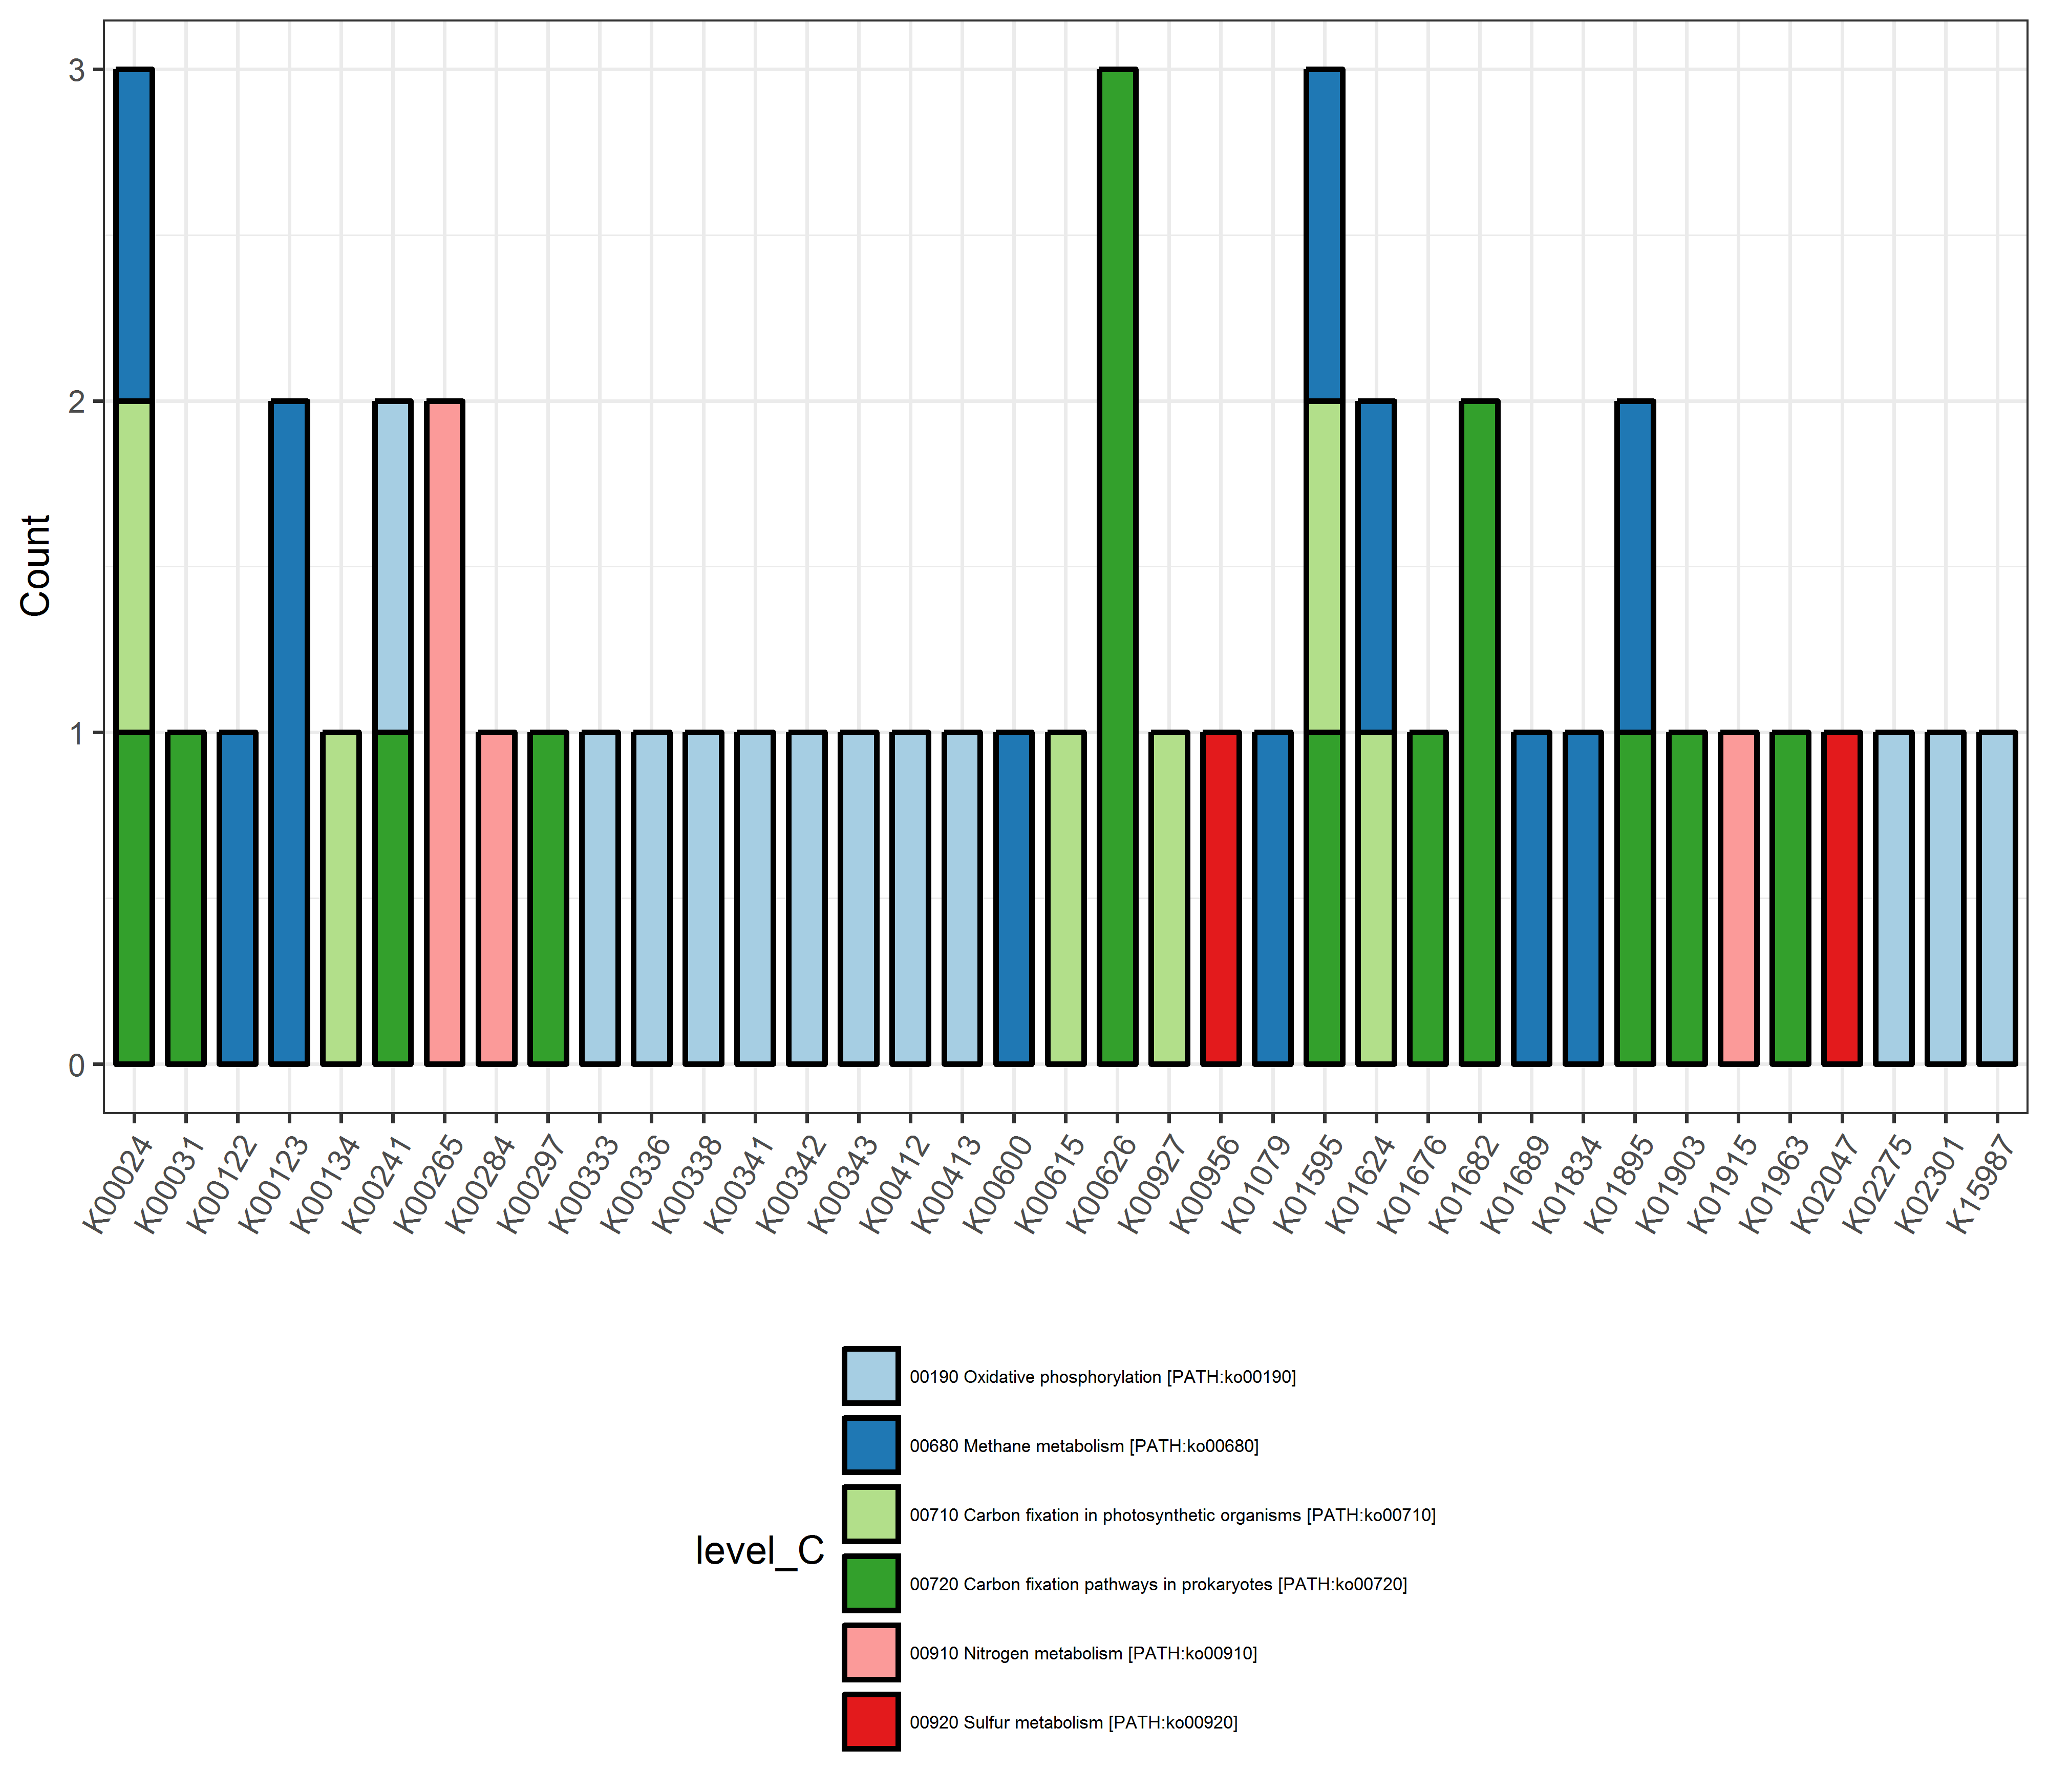 Count
3
2
1
0
K00024
K00031
K00122
K00123
K00134
K00241
K00265
K00284
K00297
K00333
K00336
K00338
K00341
K00342
K00343
K00412
K00413
K00600
K00615
K00626
K00927
K00956
K01079
K01595
K01624
K01676
K01682
K01689
K01834
K01895
K01903
K01915
K01963
K02047
K02275
K02301
K15987
level_C
00190 Oxidative phosphorylation [PATH:ko00190]
00680 Methane metabolism [PATH:ko00680]
00710 Carbon fixation in photosynthetic organisms [PATH:ko00710]
00720 Carbon fixation pathways in prokaryotes [PATH:ko00720]
00910 Nitrogen metabolism [PATH:ko00910]
00920 Sulfur metabolism [PATH:ko00920]